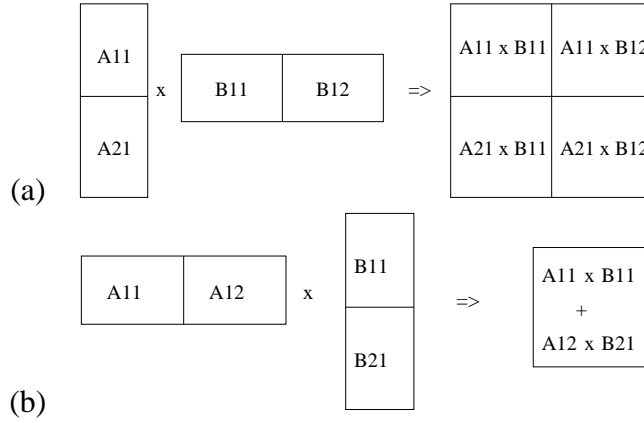 A11
A21
x
B11 B12
=>
A11 x B11 A11 x B12
A21 x B11 A21 x B12
(a)
A11 A12
x
B11
B21
=>
A11 x B11
+
A12 x B21
(b)